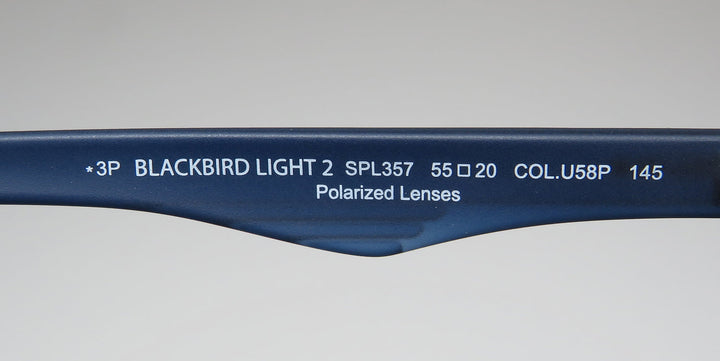 *3P BLACKBIRD LIGHT 2 SPL357 55□20 COL.U58P 145
Polarized Lenses